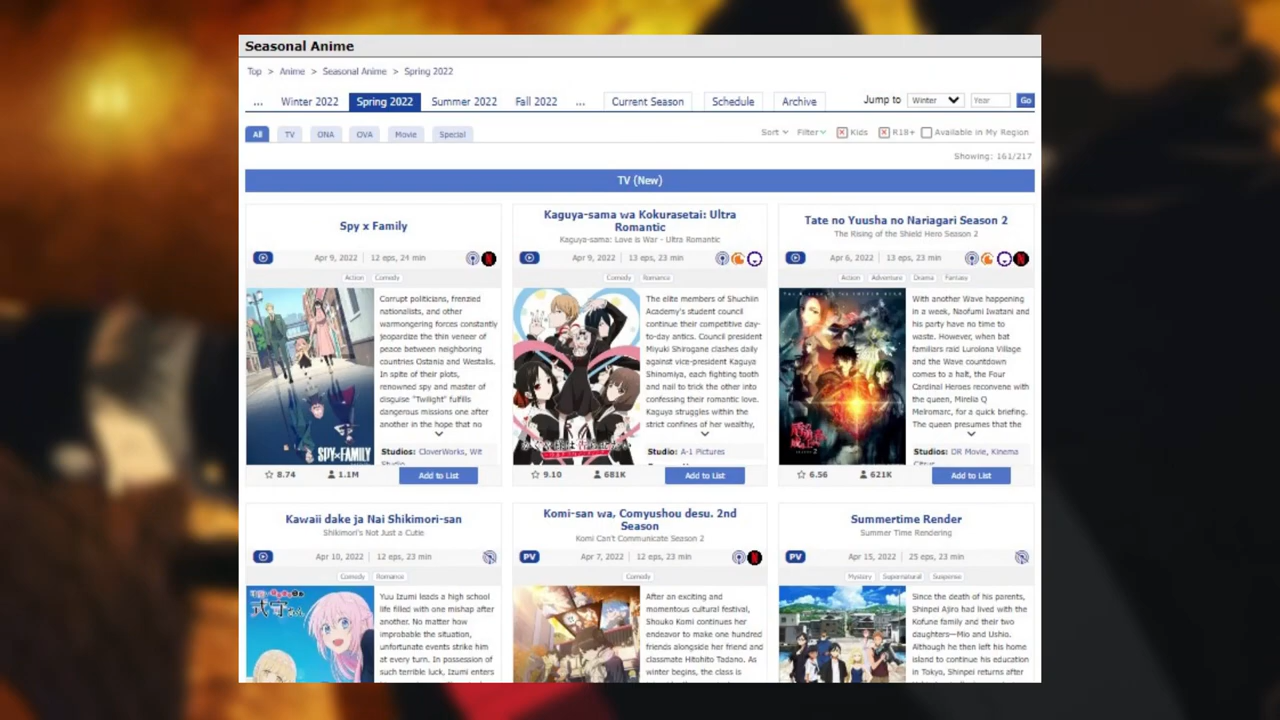 Seasonal Anime
Top > Anime > Seasonal Anime > Spring 2022
... Winter 2022 Spring 2022 Summer 2022 Fall 2022 ... Current Season Schedule Archive Jump to Winter Year Go
All TV ONA OVA Movie Special Sort Filter Kids R18+ Available in My Region
Showing: 161/217
TV (New)
Spy x Family
Apr 9, 2022 12 eps, 24 min
Action Comedy
Corrupt politicians, frenzied
nationalists, and other
warmongering forces constantly
jeopardize the thin veneer of
peace between neighboring
countries Ostania and Westalis.
In spite of their plots,
renowned spy and master of
disguise "Twilight" fulfills
dangerous missions one after
another in the hope that no
SPY×FAMILY
Studios: CloverWorks, Wit
Studio
8.74 1.1M Add to List
Kaguya-sama wa Kokurasetai: Ultra
Romantic
Kaguya-sama: Love is War - Ultra Romantic
Apr 9, 2022 13 eps, 23 min
Comedy Romance
The elite members of Shuchiin
Academy's student council
continue their competitive day-
to-day antics. Council president
Miyuki Shirogane clashes daily
against vice-president Kaguya
Shinomiya, each fighting tooth
and nail to trick the other into
confessing their romantic love.
Kaguya struggles within the
strict confines of her wealthy,
Studio: A-1 Pictures
9.10 681K Add to List
Tate no Yuusha no Nariagari Season 2
The Rising of the Shield Hero Season 2
Apr 6, 2022 13 eps, 23 min
Action Adventure Drama Fantasy
With another Wave happening
in a week, Naofumi Iwatani and
his party have no time to
waste. However, when bat
familiars raid Lurolona Village
and the Wave countdown
comes to a halt, the Four
Cardinal Heroes reconvene with
the queen, Mirelia Q
Melromarc, for a quick briefing.
The queen presumes that the
Studios: DR Movie, Kinema
Citrus
6.56 621K Add to List
Kawaii dake ja Nai Shikimori-san
Shikimori's Not Just a Cutie
Apr 10, 2022 12 eps, 23 min
Comedy Romance
Yuu Izumi leads a high school
life filled with one mishap after
another. No matter how
improbable the situation,
unfortunate events strike him
at every turn. In possession of
such terrible luck, Izumi enters
Komi-san wa, Comyushou desu. 2nd
Season
Komi Can't Communicate Season 2
PV Apr 7, 2022 12 eps, 23 min
Comedy
After an exciting and
momentous cultural festival,
Shouko Komi continues her
endeavor to make one hundred
friends alongside her friend and
classmate Hitohito Tadano. As
winter begins, the class is
Summertime Render
Summer Time Rendering
PV Apr 15, 2022 25 eps, 23 min
Mystery Supernatural Suspense
Since the death of his parents,
Shinpei Ajiro had lived with the
Kofune family and their two
daughters—Mio and Ushio.
Although he then left his home
island to continue his education
in Tokyo, Shinpei returns after